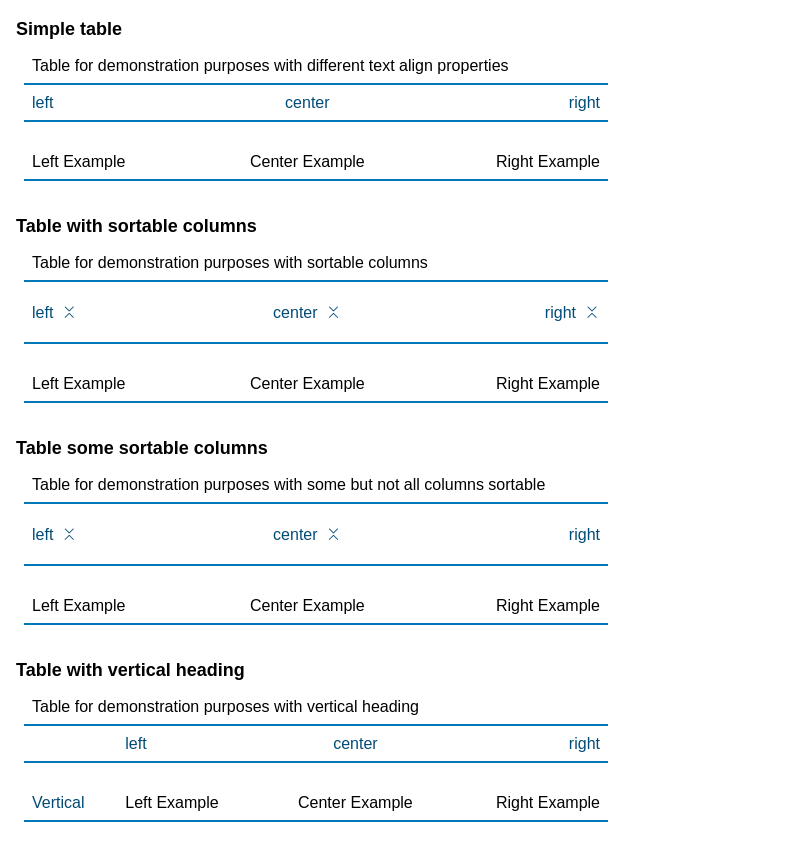 Simple table
Table for demonstration purposes with different text align properties
left center right
Left Example Center Example Right Example
Table with sortable columns
Table for demonstration purposes with sortable columns
left center right
Left Example Center Example Right Example
Table some sortable columns
Table for demonstration purposes with some but not all columns sortable
left center right
Left Example Center Example Right Example
Table with vertical heading
Table for demonstration purposes with vertical heading
left center right
Vertical Left Example Center Example Right Example